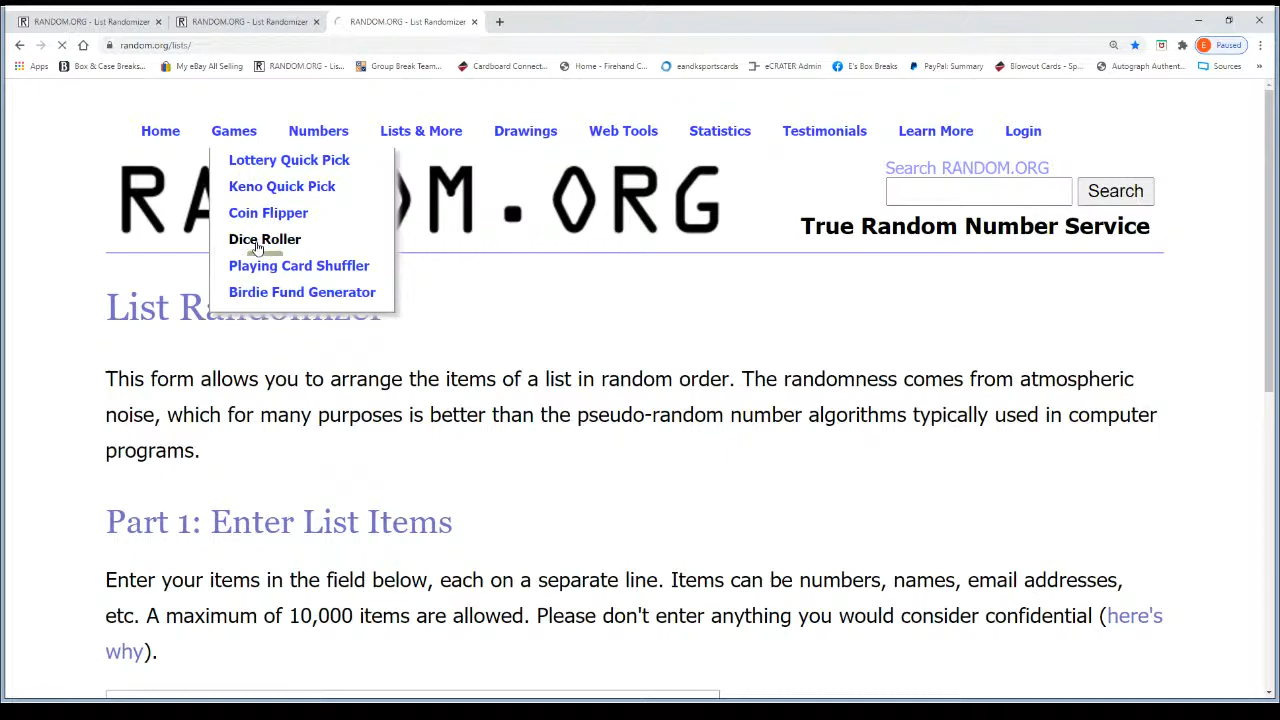 RANDOM.ORG - List Randomizer
RANDOM.ORG - List Randomizer
RANDOM.ORG - List Randomizer
random.org/lists/
E Paused
Apps
Box & Case Breaks...
My eBay All Selling
RANDOM.ORG - Lis...
Group Break Team...
Cardboard Connect...
Home - Firehand C...
eandksportscards
eCRATER Admin
E's Box Breaks
PayPal: Summary
Blowout Cards - Sp...
Autograph Authent...
Sources
»
Home Games Numbers Lists & More Drawings Web Tools Statistics Testimonials Learn More Login
Lottery Quick Pick
Keno Quick Pick
Coin Flipper
Dice Roller
Playing Card Shuffler
Birdie Fund Generator
Search RANDOM.ORG
Search
True Random Number Service
List Randomizer
This form allows you to arrange the items of a list in random order. The randomness comes from atmospheric
noise, which for many purposes is better than the pseudo-random number algorithms typically used in computer
programs.
Part 1: Enter List Items
Enter your items in the field below, each on a separate line. Items can be numbers, names, email addresses,
etc. A maximum of 10,000 items are allowed. Please don't enter anything you would consider confidential (here's
why).